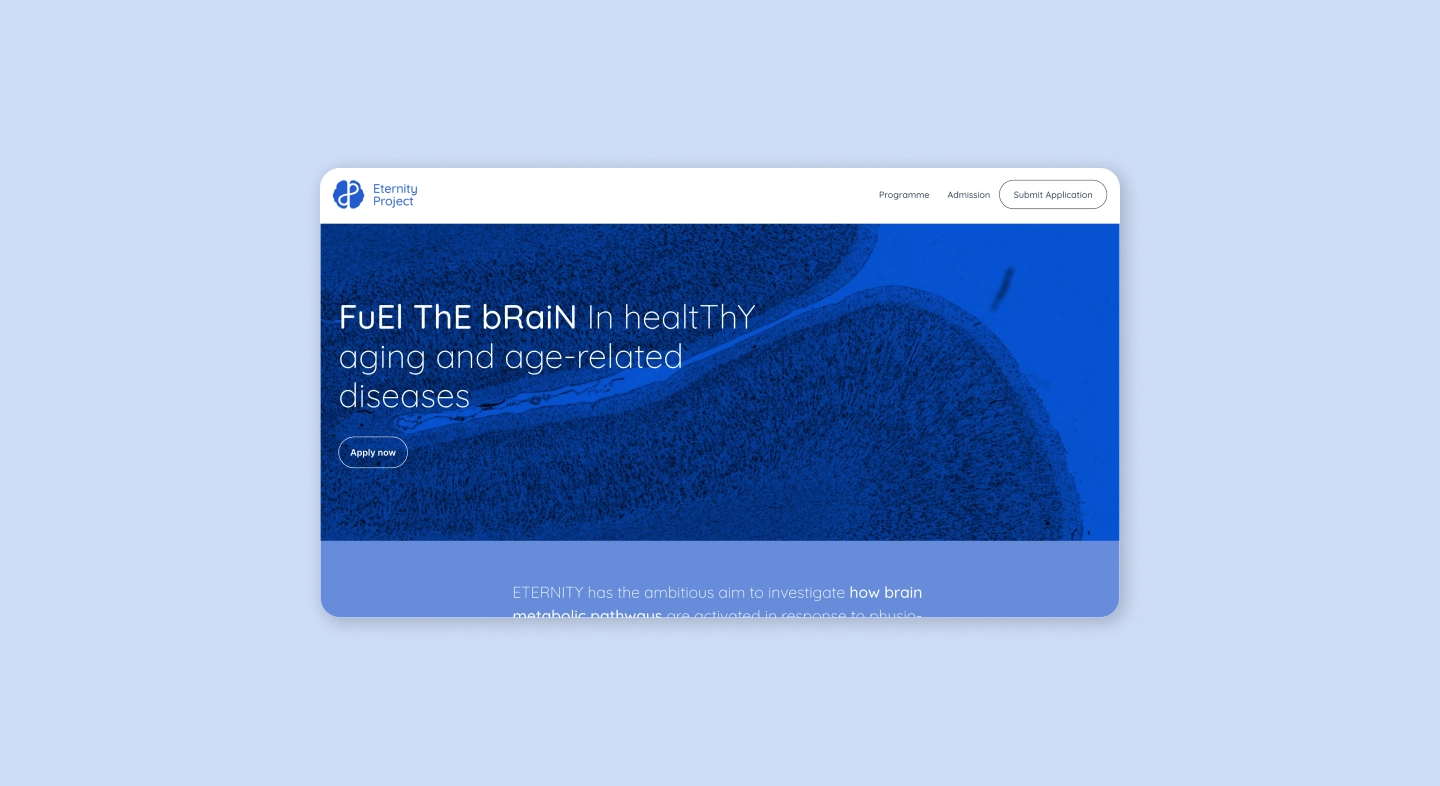 Eternity
Project
Programme
Admission
Submit Application
FuEl ThE bRaiN In healtThY
aging and age-related
diseases
Apply now
ETERNITY has the ambitious aim to investigate how brain
metabolic pathways are activated in response to physio-